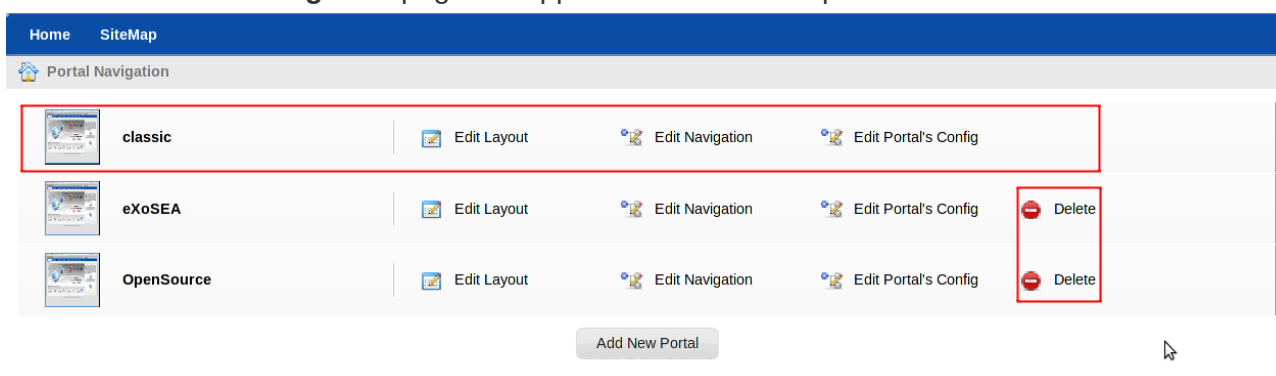 Home SiteMap
Portal Navigation
classic Edit Layout Edit Navigation Edit Portal's Config
eXoSEA Edit Layout Edit Navigation Edit Portal's Config Delete
OpenSource Edit Layout Edit Navigation Edit Portal's Config Delete
Add New Portal